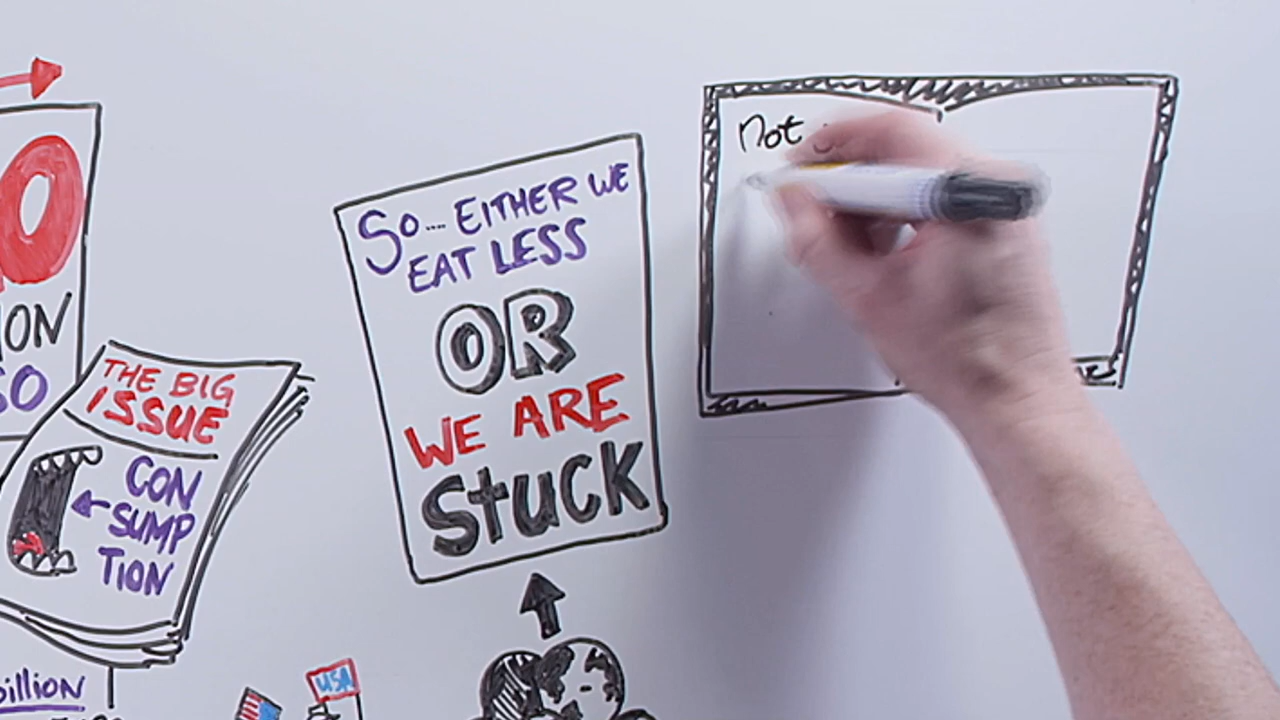 O
ION
SO
THE BIG
ISSUE
CON
SUMP
TION
billion
USA
SO.... EITHER WE
EAT LESS
OR
WE ARE
STUCK
Not